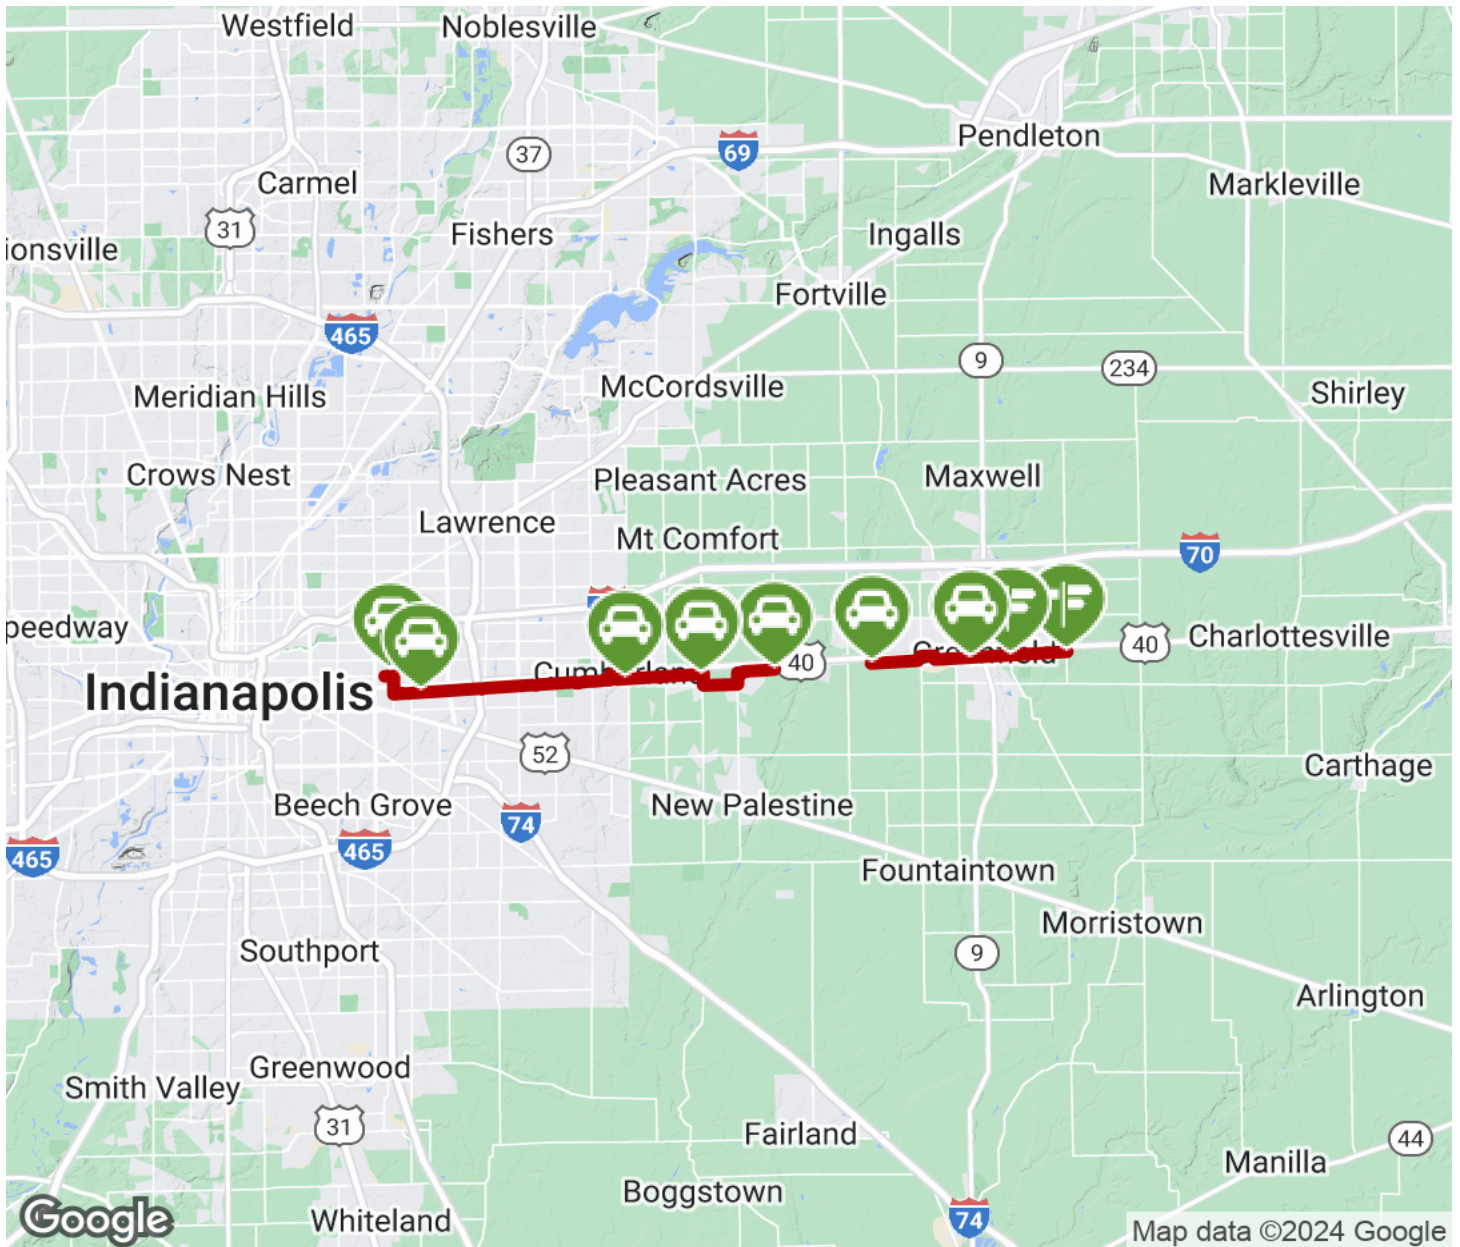 Westfield
Noblesville
37
69
Pendleton
Carmel
Markleville
31
Fishers
Ingalls
ionsville
Fortville
465
9
234
McCordsville
Meridian Hills
Shirley
Crows Nest
Pleasant Acres
Maxwell
Lawrence
Mt Comfort
70
peedway
Charlottesville
40
40
Cumberland
Greenfield
Indianapolis
52
Carthage
Beech Grove
New Palestine
74
465
465
Fountaintown
Morristown
Southport
9
Arlington
Greenwood
Smith Valley
31
Fairland
44
Manilla
Boggstown
74
Whiteland
Google
Map data ©2024 Google